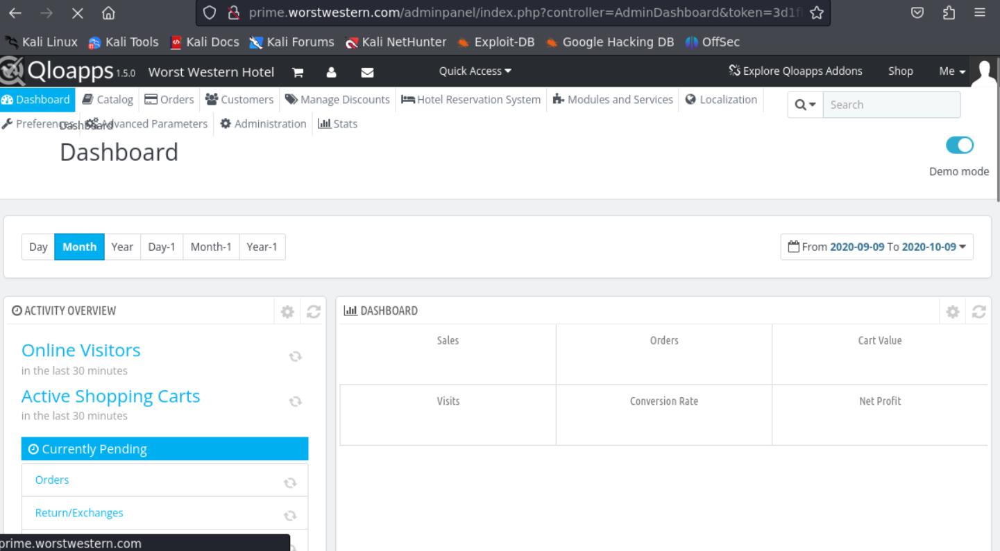 prime.worstwestern.com/adminpanel/index.php?controller=AdminDashboard&token=3d1f
Kali Linux Kali Tools Kali Docs Kali Forums Kali NetHunter Exploit-DB Google Hacking DB OffSec
Qloapps 1.5.0 Worst Western Hotel Quick Access Explore Qloapps Addons Shop Me
Dashboard Catalog Orders Customers Manage Discounts Hotel Reservation System Modules and Services Localization Search
Preferences Dashboard Advanced Parameters Administration Stats
Dashboard
Demo mode
Day Month Year Day-1 Month-1 Year-1 From 2020-09-09 To 2020-10-09
ACTIVITY OVERVIEW DASHBOARD
Sales Orders Cart Value
Online Visitors
in the last 30 minutes
Active Shopping Carts
Visits Conversion Rate Net Profit
in the last 30 minutes
Currently Pending
Orders
Return/Exchanges
prime.worstwestern.com